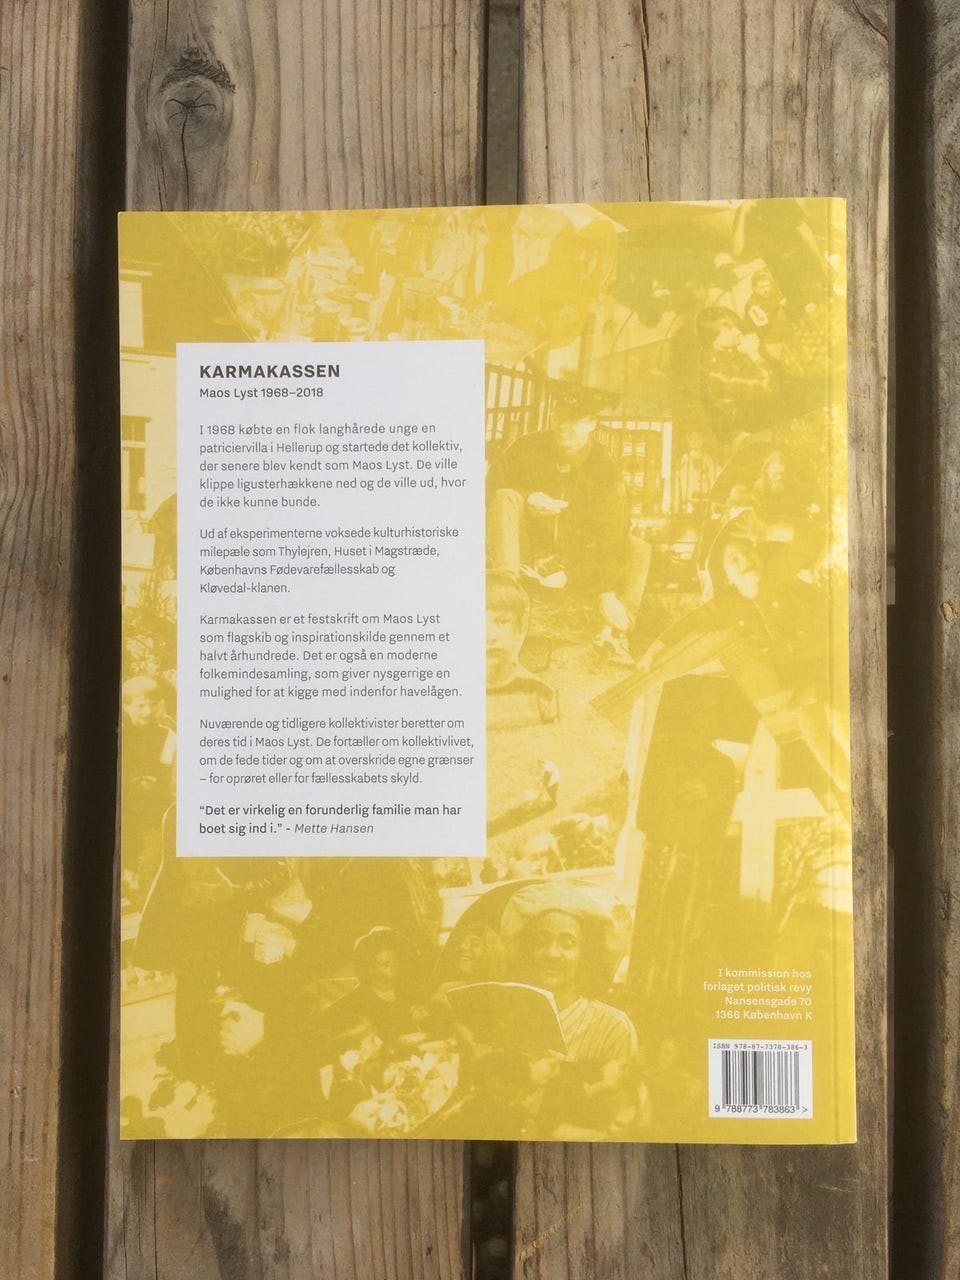 KARMAKASSEN
Maos Lyst 1968–2018
I 1968 købte en flok langhårede unge en
patriciervilla i Hellerup og startede det kollektiv,
der senere blev kendt som Maos Lyst. De ville
klippe ligusterhækkene ned og de ville ud, hvor
de ikke kunne bunde.
Ud af eksperimenterne voksede kulturhistoriske
milepæle som Thylejren, Huset i Magstræde,
Københavns Fødevarefællesskab og
Kløvedal-klanen.
Karmakassen er et festskrift om Maos Lyst
som flagskib og inspirationskilde gennem et
halvt århundrede. Det er også en moderne
folkemindesamling, som giver nysgerrige en
mulighed for at kigge med indenfor havelågen.
Nuværende og tidligere kollektivister beretter om
deres tid i Maos Lyst. De fortæller om kollektivlivet,
om de fede tider og om at overskride egne grænser
– for oprøret eller for fællesskabets skyld.
“Det er virkelig en forunderlig familie man har
boet sig ind i.” - Mette Hansen
I kommission hos
forlaget politisk revy
Nansensgade 70
1366 København K
ISBN 978-87-7378-386-3
9 788773 783863 >